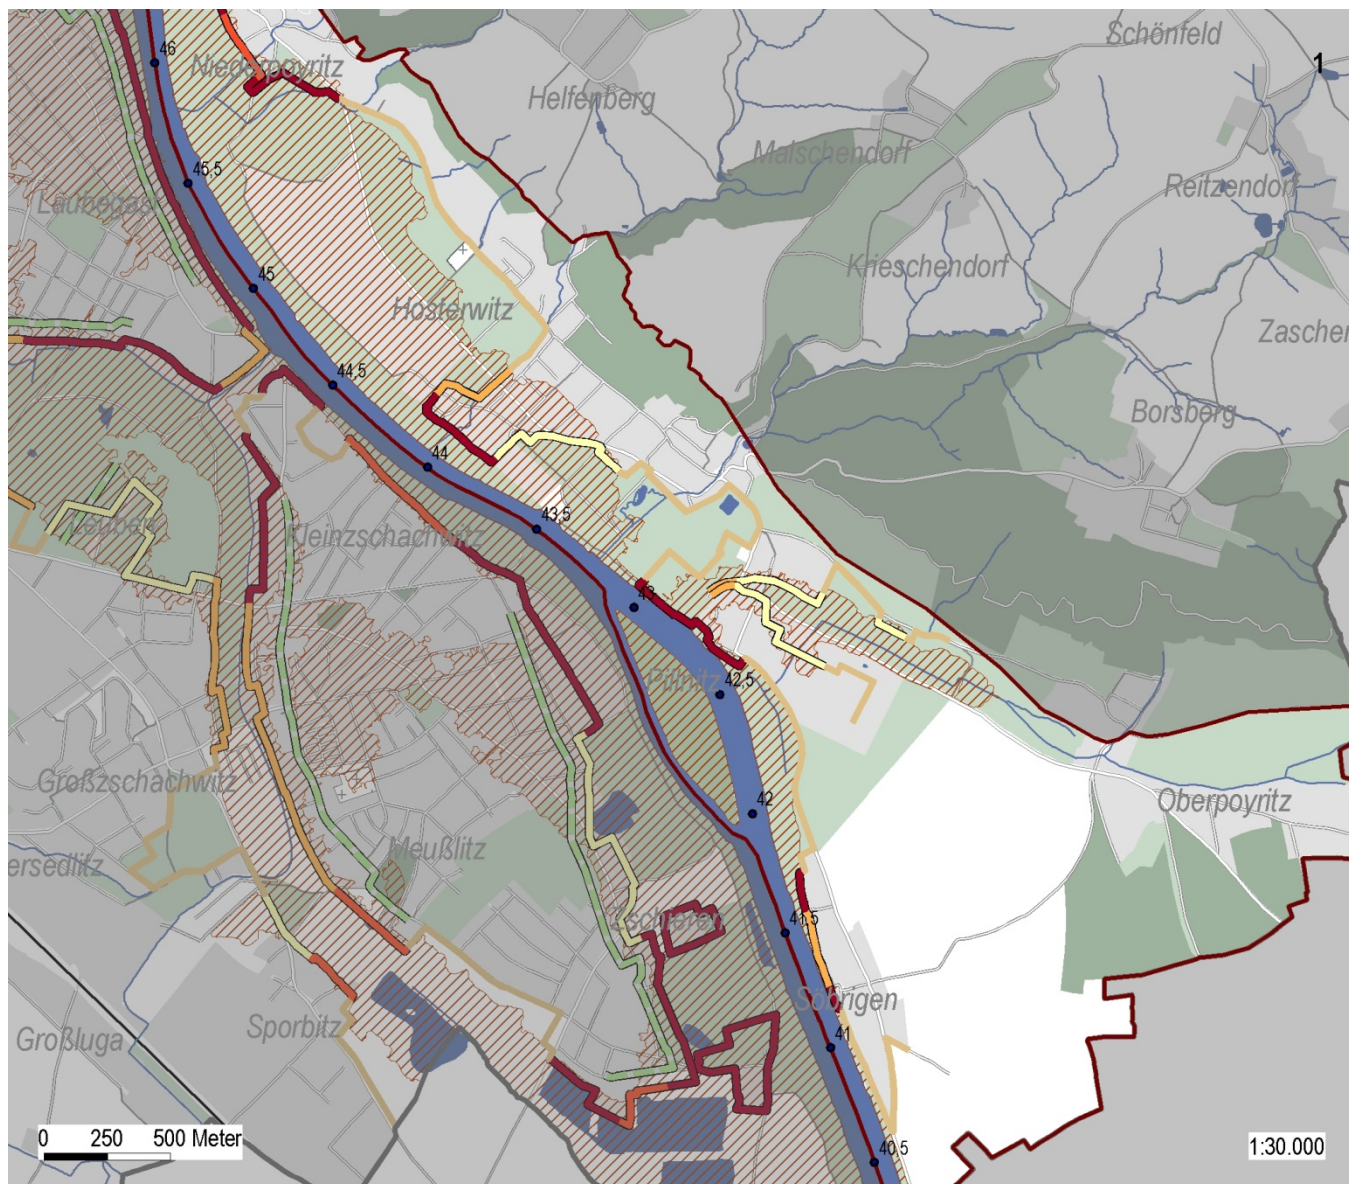 Schönfeld
46
Niederpoyritz
1
Helfenberg
Malschendorf
45,5
Reitzendorf
Laubegast
Krieschendorf
45
Hosterwitz
Zascher
44,5
Borsberg
44
Leuben
Kleinzschachwitz
43,5
43
Pillnitz
42,5
Großzschachwitz
42
Oberpoyritz
Meußlitz
ersedlitz
Zschieren
41,5
Söbrigen
Sporbitz
Großluga
41
0 250 500 Meter
40,5
1:30.000